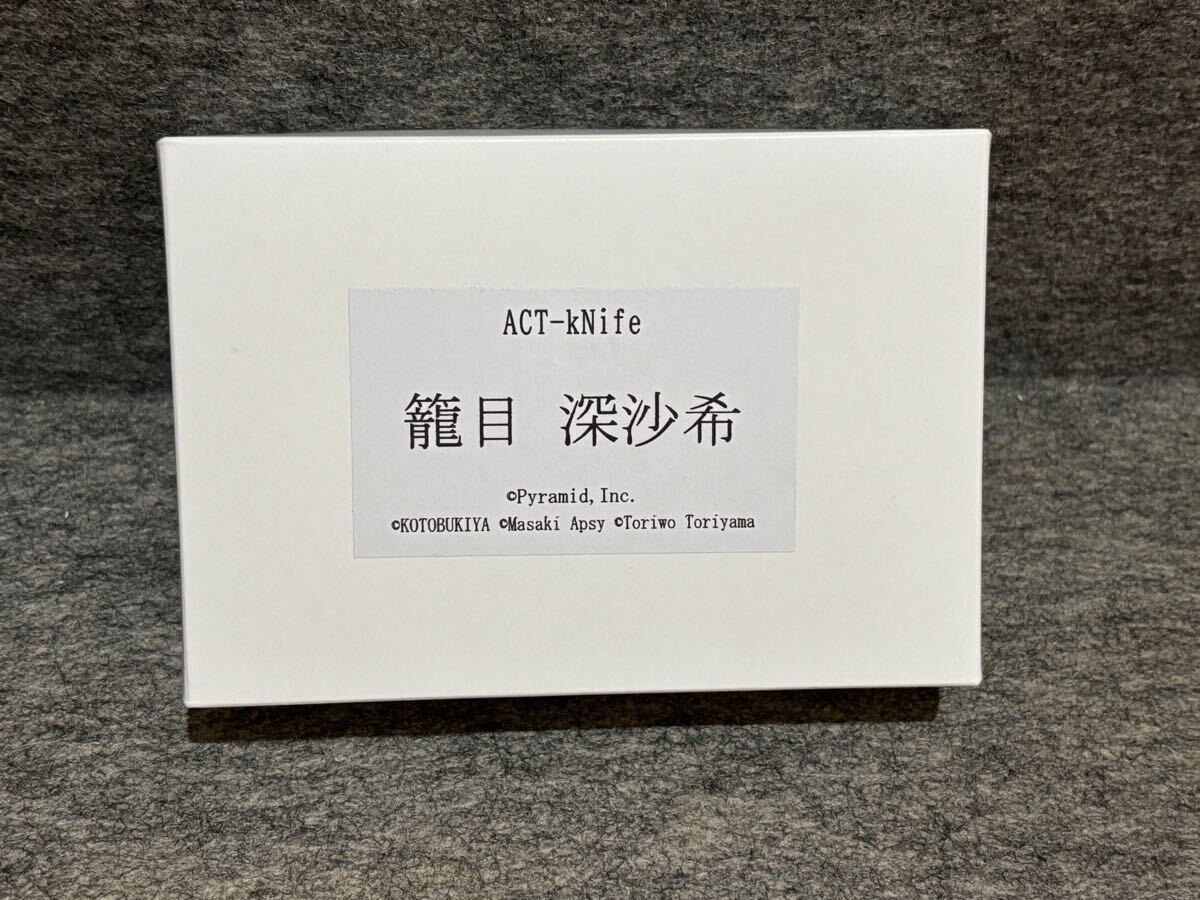 ACT-kNife
籠目 深沙希
©Pyramid,Inc.
©KOTOBUKIYA ©Masaki Apsy ©Toriwo Toriyama